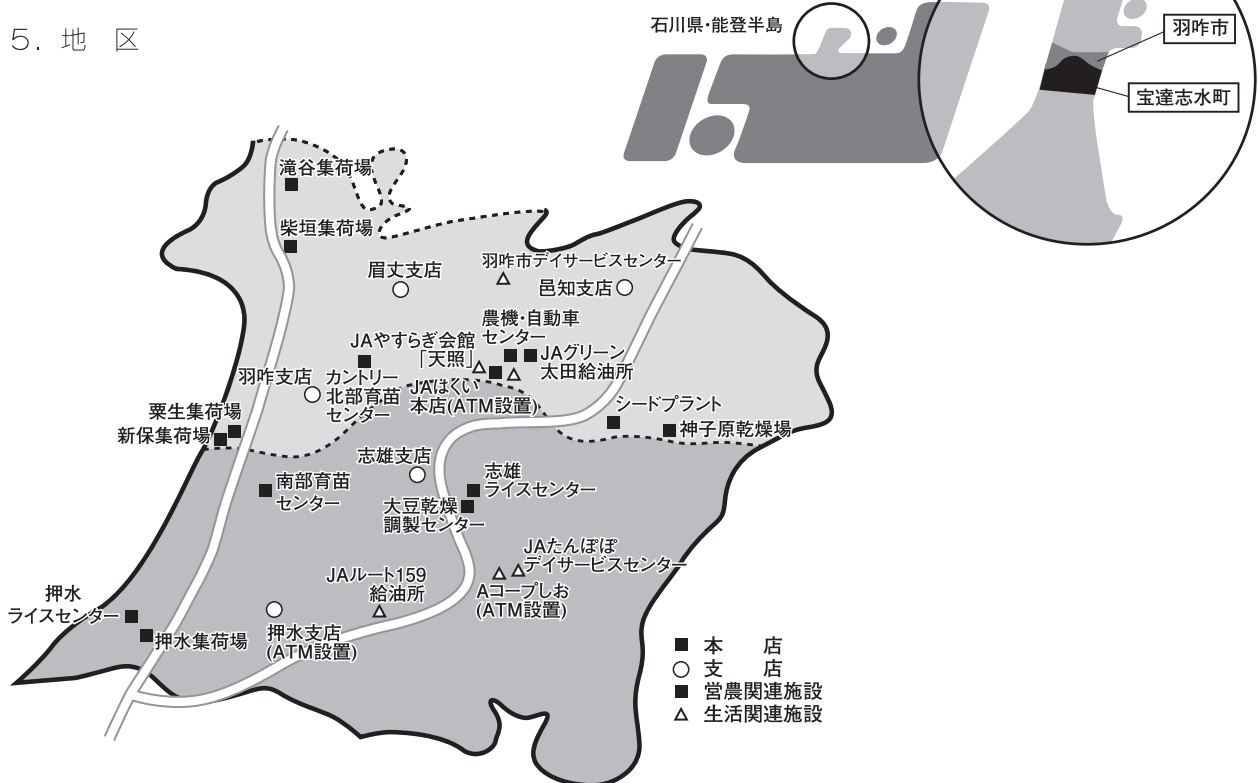 5. 地 区
石川県・能登半島
羽咋市
宝達志水町
滝谷集荷場
柴垣集荷場
眉丈支店
羽咋市デイサービスセンター
邑知支店
農機・自動車
センター
JAやすらぎ会館
「天照」
JAグリーン
太田給油所
羽咋支店
カントリー
北部育苗
センター
JAはくい
本店(ATM設置)
シードプラント
神子原乾燥場
粟生集荷場
新保集荷場
志雄支店
南部育苗
センター
志雄
ライスセンター
大豆乾燥
調製センター
JAたんぽぽ
デイサービスセンター
JAルート159
給油所
Aコープしお
(ATM設置)
押水
ライスセンター
押水集荷場
押水支店
(ATM設置)
本 店
支 店
営農関連施設
生活関連施設